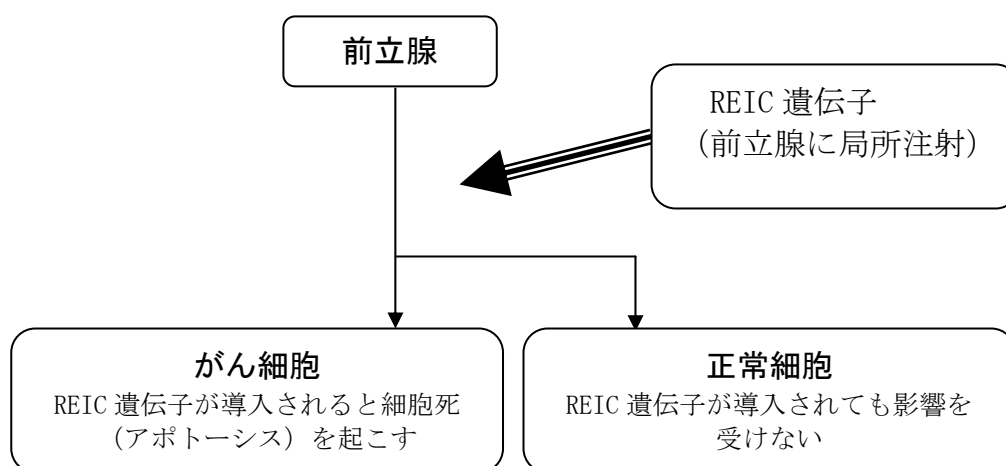 前立腺
REIC 遺伝子
（前立腺に局所注射）
がん細胞
REIC 遺伝子が導入されると細胞死
（アポトーシス）を起こす
正常細胞
REIC 遺伝子が導入されても影響を
受けない